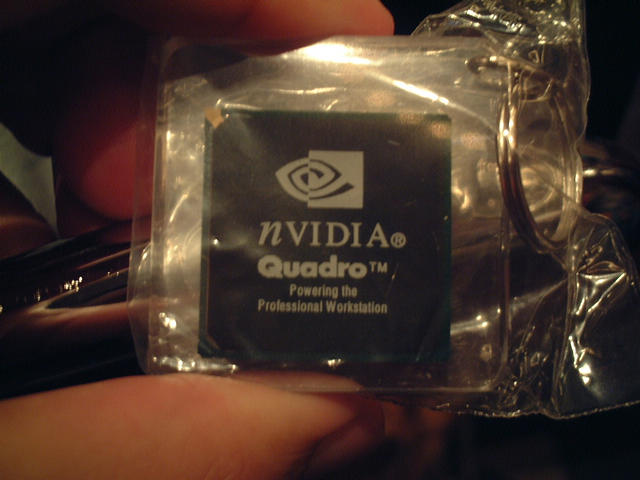 nVIDIA®
Quadro™
Powering the
Professional Workstation